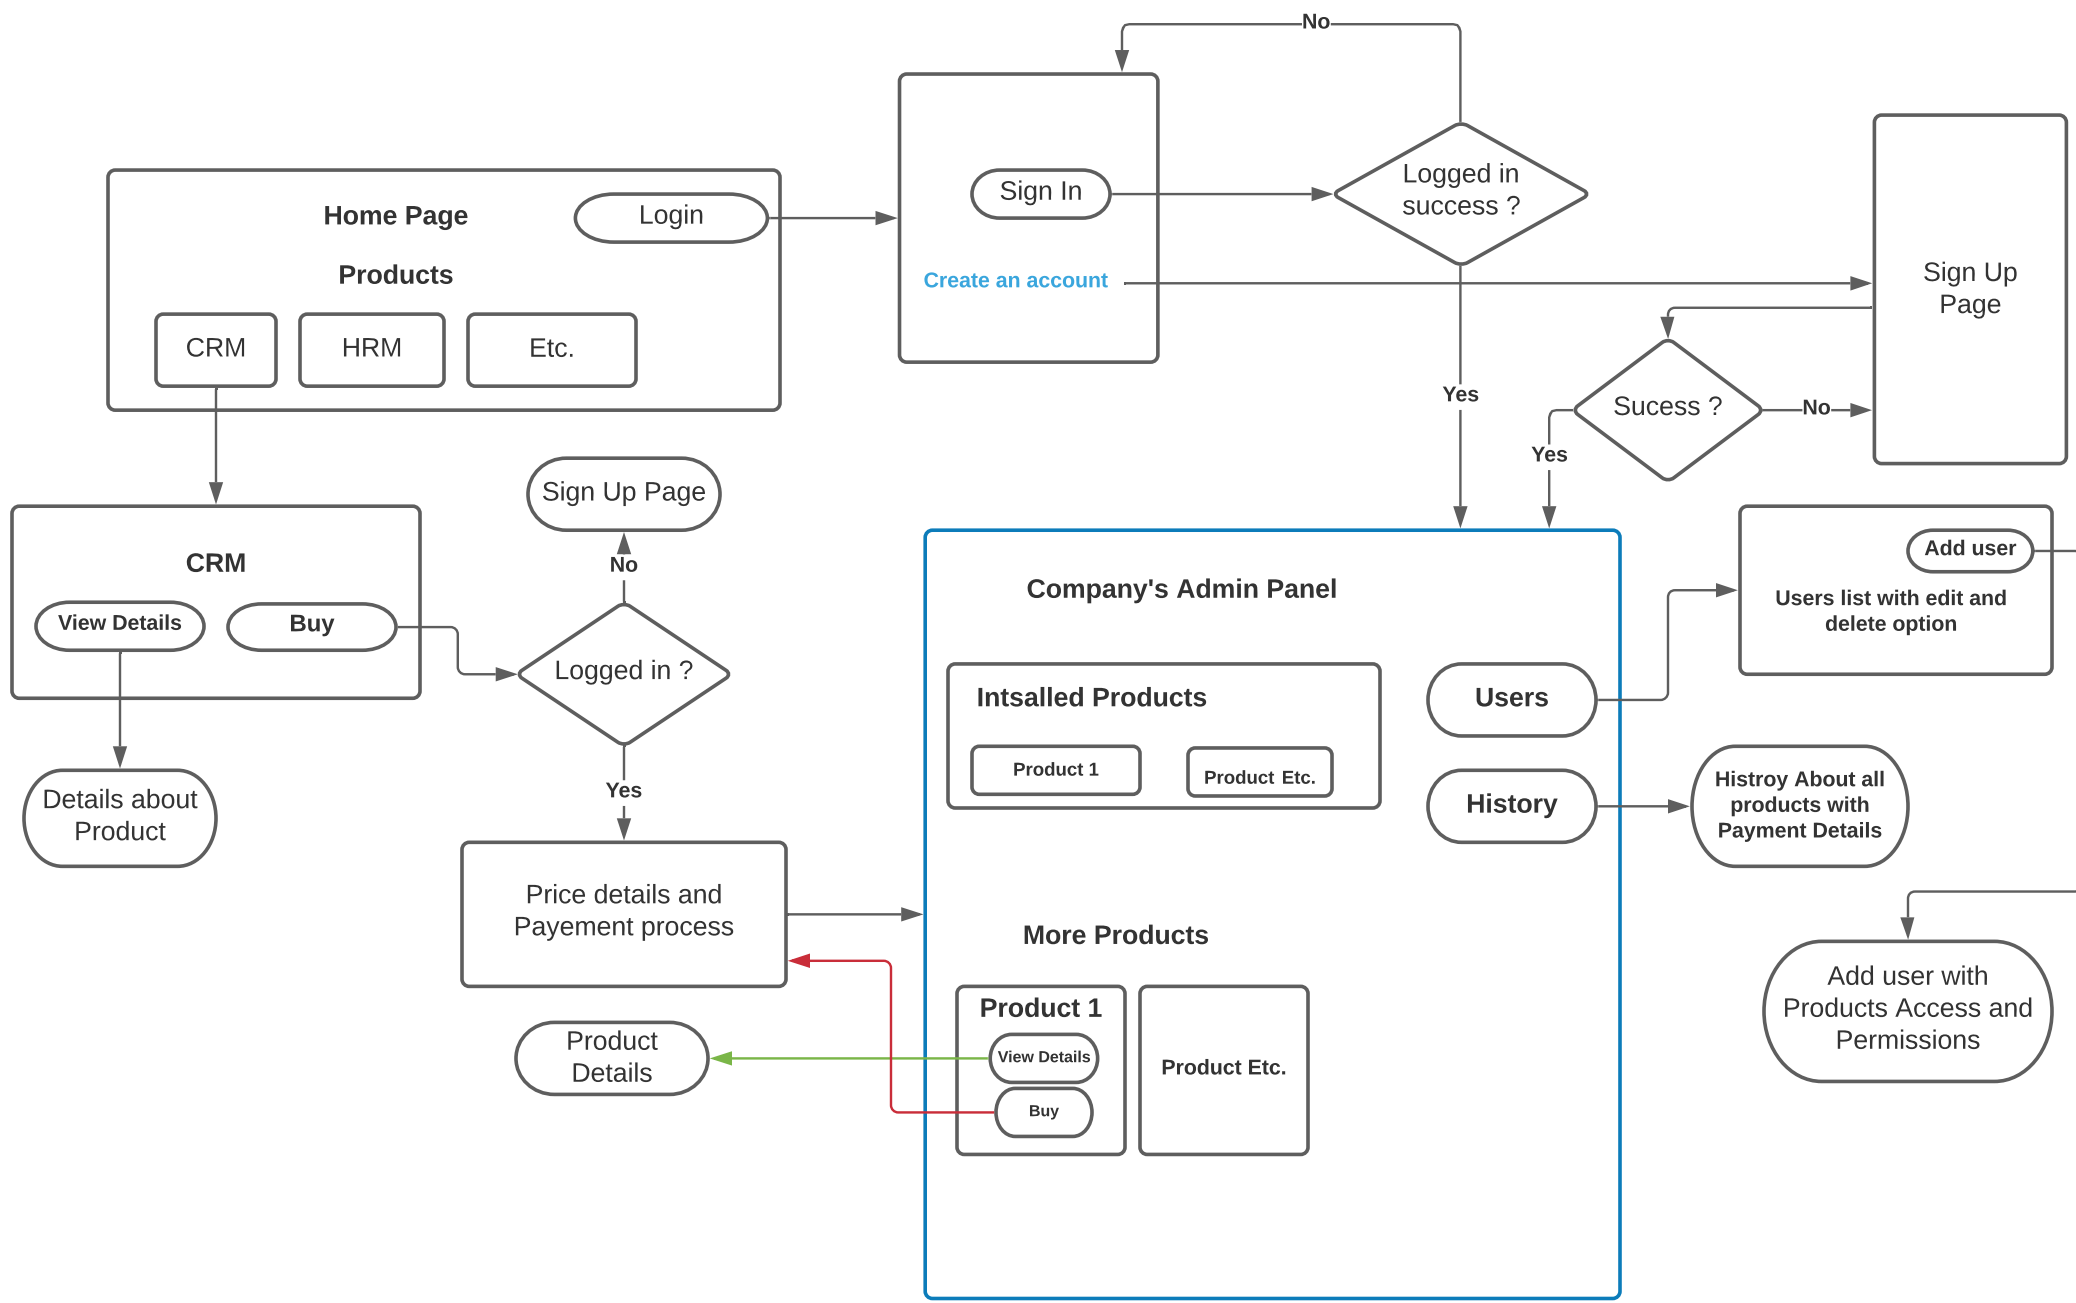 No
Home Page
Login
Products
CRM
HRM
Etc.
Sign In
Create an account
Logged in
success ?
Yes
Sign Up
Page
Sucess ?
No
Yes
CRM
View Details
Buy
Details about
Product
Sign Up Page
No
Logged in ?
Yes
Price details and
Payement process
Product
Details
Company's Admin Panel
Intsalled Products
Product 1
Product Etc.
Users
History
More Products
Product 1
View Details
Buy
Product Etc.
Add user
Users list with edit and
delete option
Histroy About all
products with
Payment Details
Add user with
Products Access and
Permissions